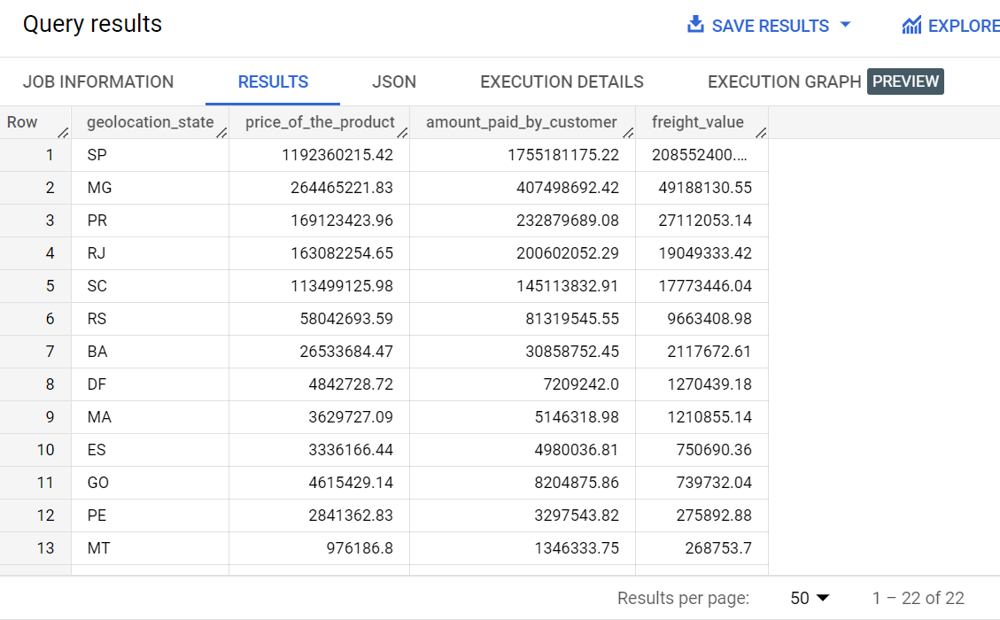 Query results
SAVE RESULTS
EXPLORE
JOB INFORMATION RESULTS JSON EXECUTION DETAILS EXECUTION GRAPH PREVIEW
Row geolocation_state price_of_the_product amount_paid_by_customer freight_value
1 SP 1192360215.42 1755181175.22 208552400....
2 MG 264465221.83 407498692.42 49188130.55
3 PR 169123423.96 232879689.08 27112053.14
4 RJ 163082254.65 200602052.29 19049333.42
5 SC 113499125.98 145113832.91 17773446.04
6 RS 58042693.59 81319545.55 9663408.98
7 BA 26533684.47 30858752.45 2117672.61
8 DF 4842728.72 7209242.0 1270439.18
9 MA 3629727.09 5146318.98 1210855.14
10 ES 3336166.44 4980036.81 750690.36
11 GO 4615429.14 8204875.86 739732.04
12 PE 2841362.83 3297543.82 275892.88
13 MT 976186.8 1346333.75 268753.7
Results per page: 50 1 – 22 of 22